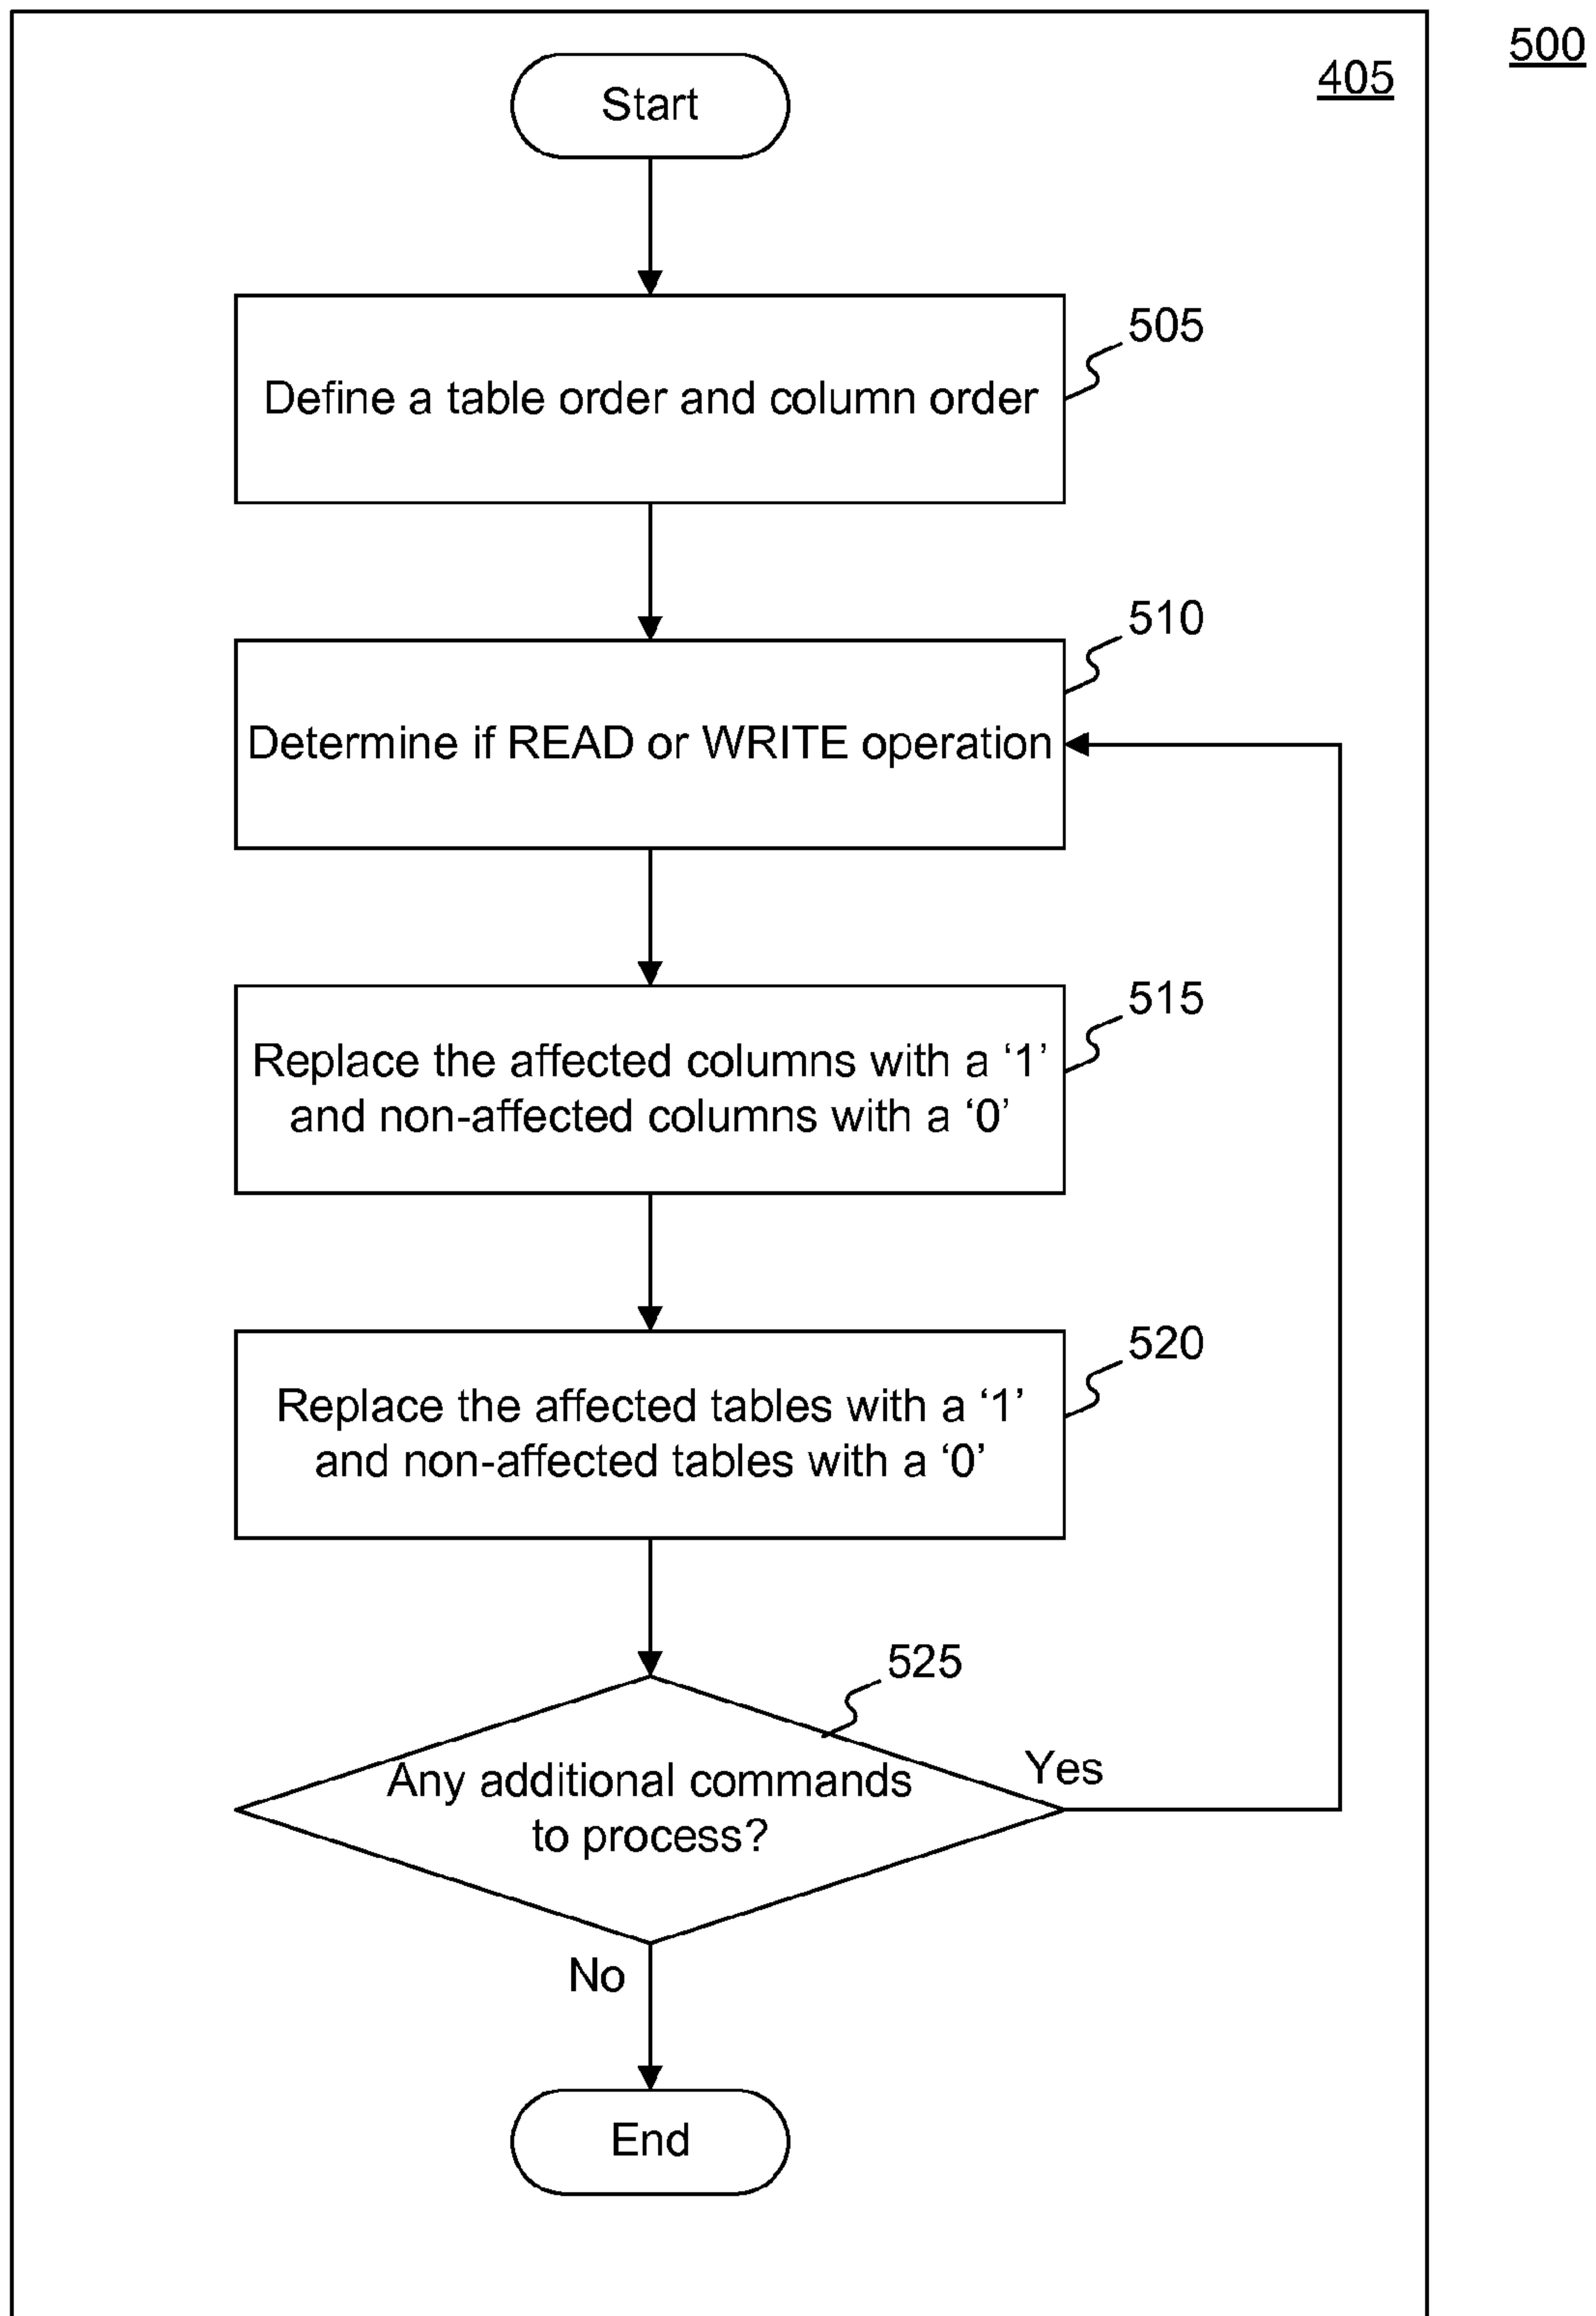 500
405
Start
505
Define a table order and column order
510
Determine if READ or WRITE operation
515
Replace the affected columns with a ‘1’
and non-affected columns with a ‘0’
520
Replace the affected tables with a ‘1’
and non-affected tables with a ‘0’
525
Any additional commands
to process?
Yes
No
End